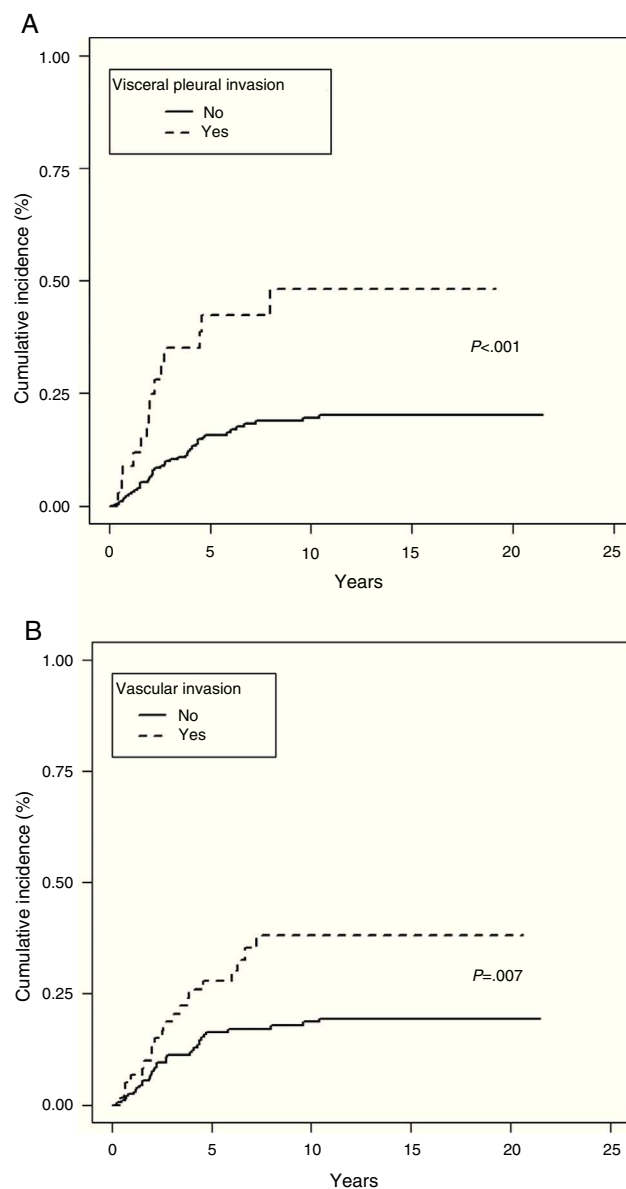 A
1.00
0.75
0.50
0.25
0.00
Cumulative incidence (%)
Visceral pleural invasion
No
Yes
P<.001
0 5 10 15 20 25
Years
B
1.00
0.75
0.50
0.25
0.00
Cumulative incidence (%)
Vascular invasion
No
Yes
P=.007
0 5 10 15 20 25
Years